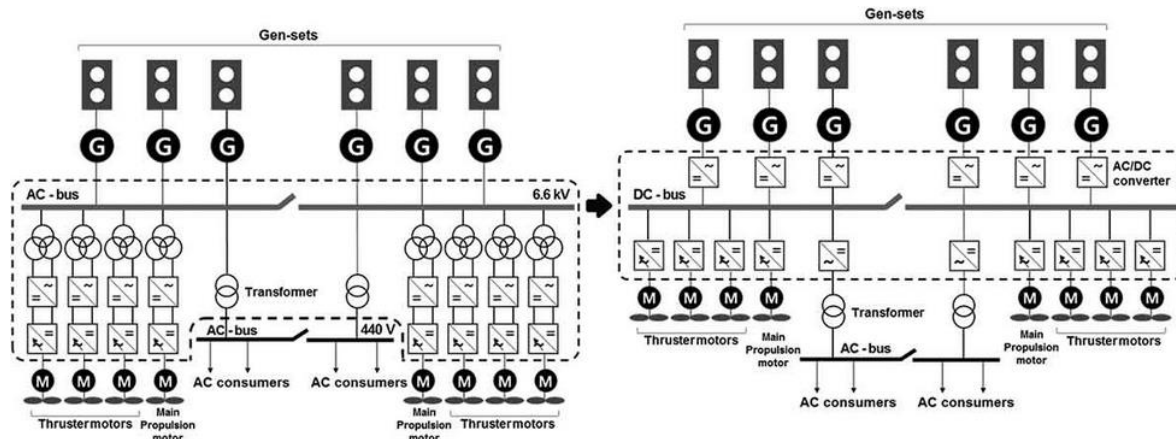 Gen-sets
G G G G G G
AC - bus 6.6 kV
Transformer
AC - bus 440 V
AC consumers AC consumers
M M M M M M M M
Thruster motors
Main
Propulsion
motor
Main
Propulsion
motor
Thruster motors
Gen-sets
G G G G G G
AC/DC
converter
DC - bus
M M M M M M M M
Thruster motors
Main
Propulsion
motor
Transformer
Main
Propulsion
motor
Thruster motors
AC - bus
AC consumers AC consumers